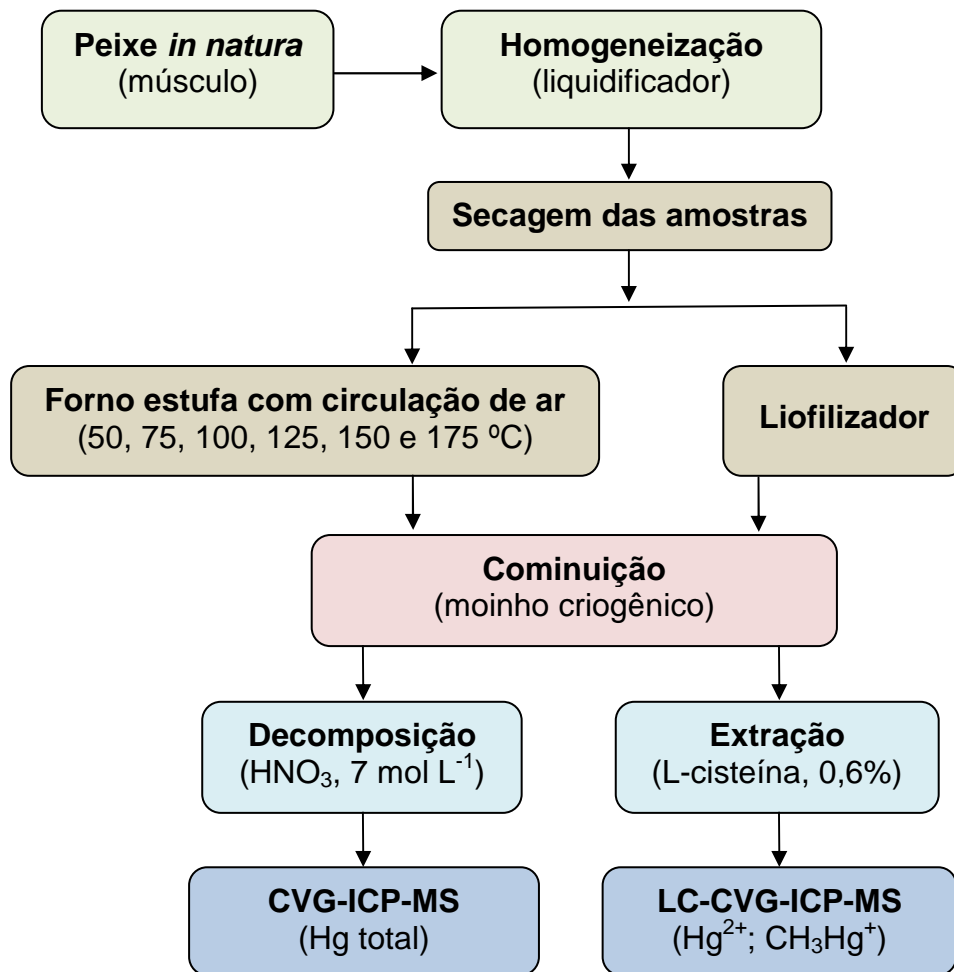 Peixe in natura
(músculo)
Homogeneização
(liquidificador)
Secagem das amostras
Forno estufa com circulação de ar
(50, 75, 100, 125, 150 e 175 ºC)
Liofilizador
Cominuição
(moinho criogênico)
Decomposição
(HNO₃, 7 mol L⁻¹)
Extração
(L-cisteína, 0,6%)
CVG-ICP-MS
(Hg total)
LC-CVG-ICP-MS
(Hg²⁺; CH₃Hg⁺)